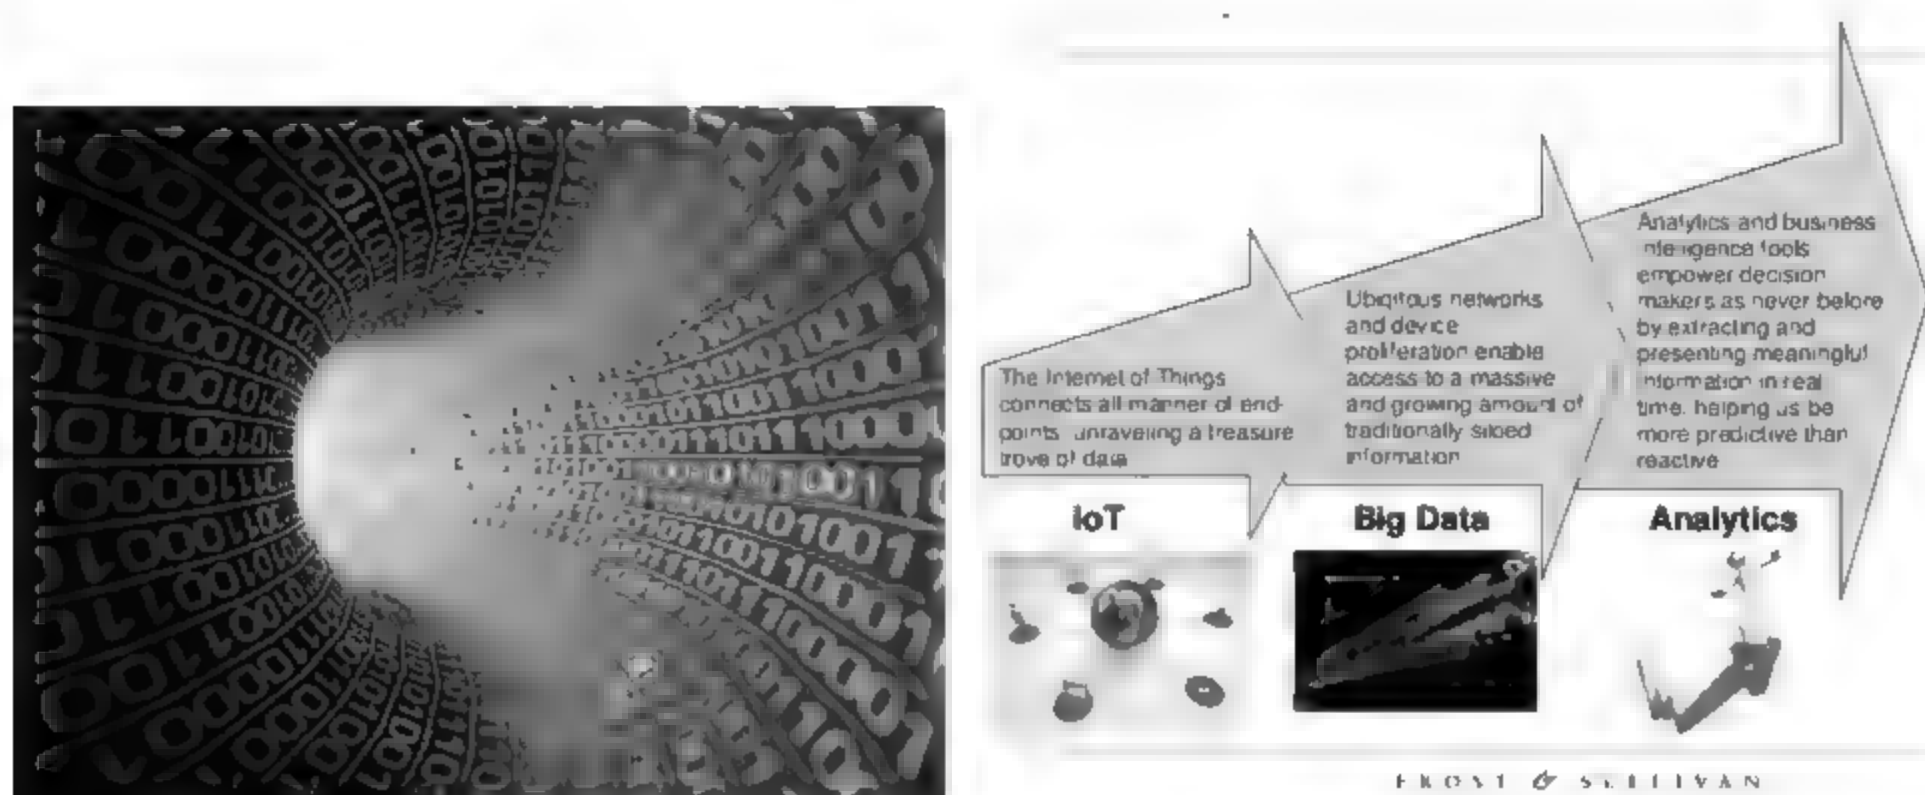 The Internet of Things
connects all manner of end-
points unraveling a treasure
trove of data
Ubiqitous networks
and device
proliferation enable
access to a massive
and growing amount of
traditionally siloed
information
Analytics and business
intelligence tools
empower decision
makers as never before
by extracting and
presenting meaningful
information in real
time, helping us be
more predictive than
reactive
IoT
Big Data
Analytics
FROST & SULLIVAN